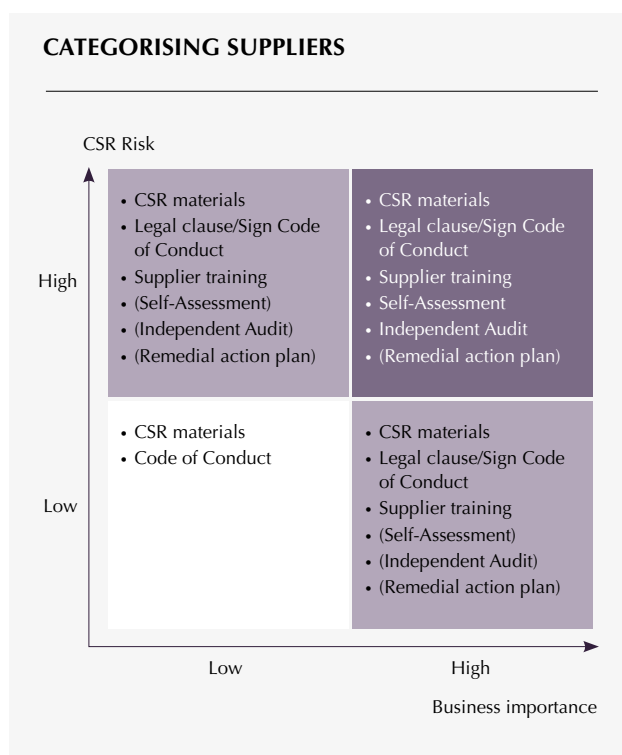 CATEGORISING SUPPLIERS
CSR Risk
High
• CSR materials
• Legal clause/Sign Code
of Conduct
• Supplier training
• (Self-Assessment)
• (Independent Audit)
• (Remedial action plan)
• CSR materials
• Legal clause/Sign Code
of Conduct
• Supplier training
• Self-Assessment
• Independent Audit
• (Remedial action plan)
Low
• CSR materials
• Code of Conduct
• CSR materials
• Legal clause/Sign Code
of Conduct
• Supplier training
• (Self-Assessment)
• (Independent Audit)
• (Remedial action plan)
Low
High
Business importance